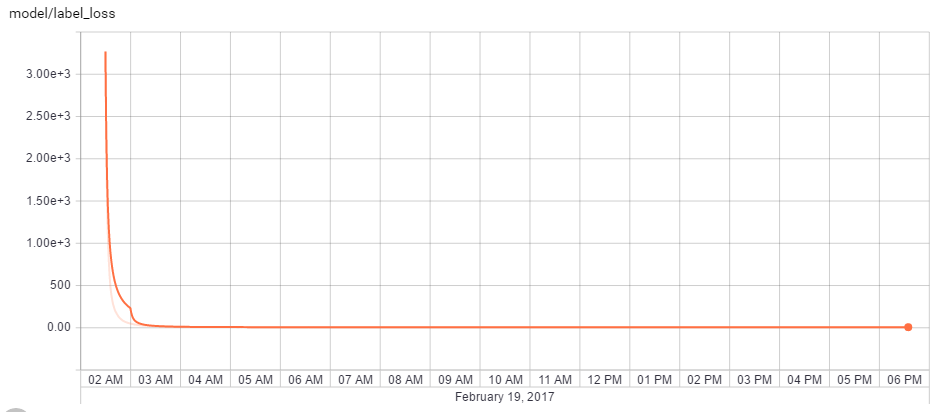 model/label_loss
3.00e+3
2.50e+3
2.00e+3
1.50e+3
1.00e+3
500
0.00
02 AM 03 AM 04 AM 05 AM 06 AM 07 AM 08 AM 09 AM 10 AM 11 AM 12 PM 01 PM 02 PM 03 PM 04 PM 05 PM 06 PM
February 19, 2017